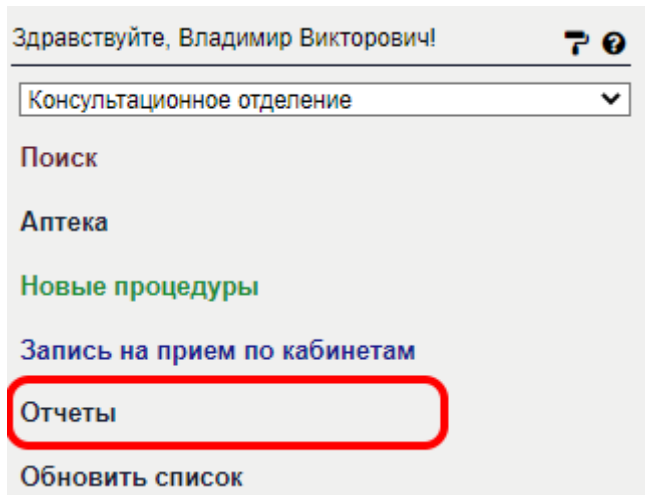 Здравствуйте, Владимир Викторович!
Консультационное отделение
Поиск
Аптека
Новые процедуры
Запись на прием по кабинетам
Отчеты
Обновить список